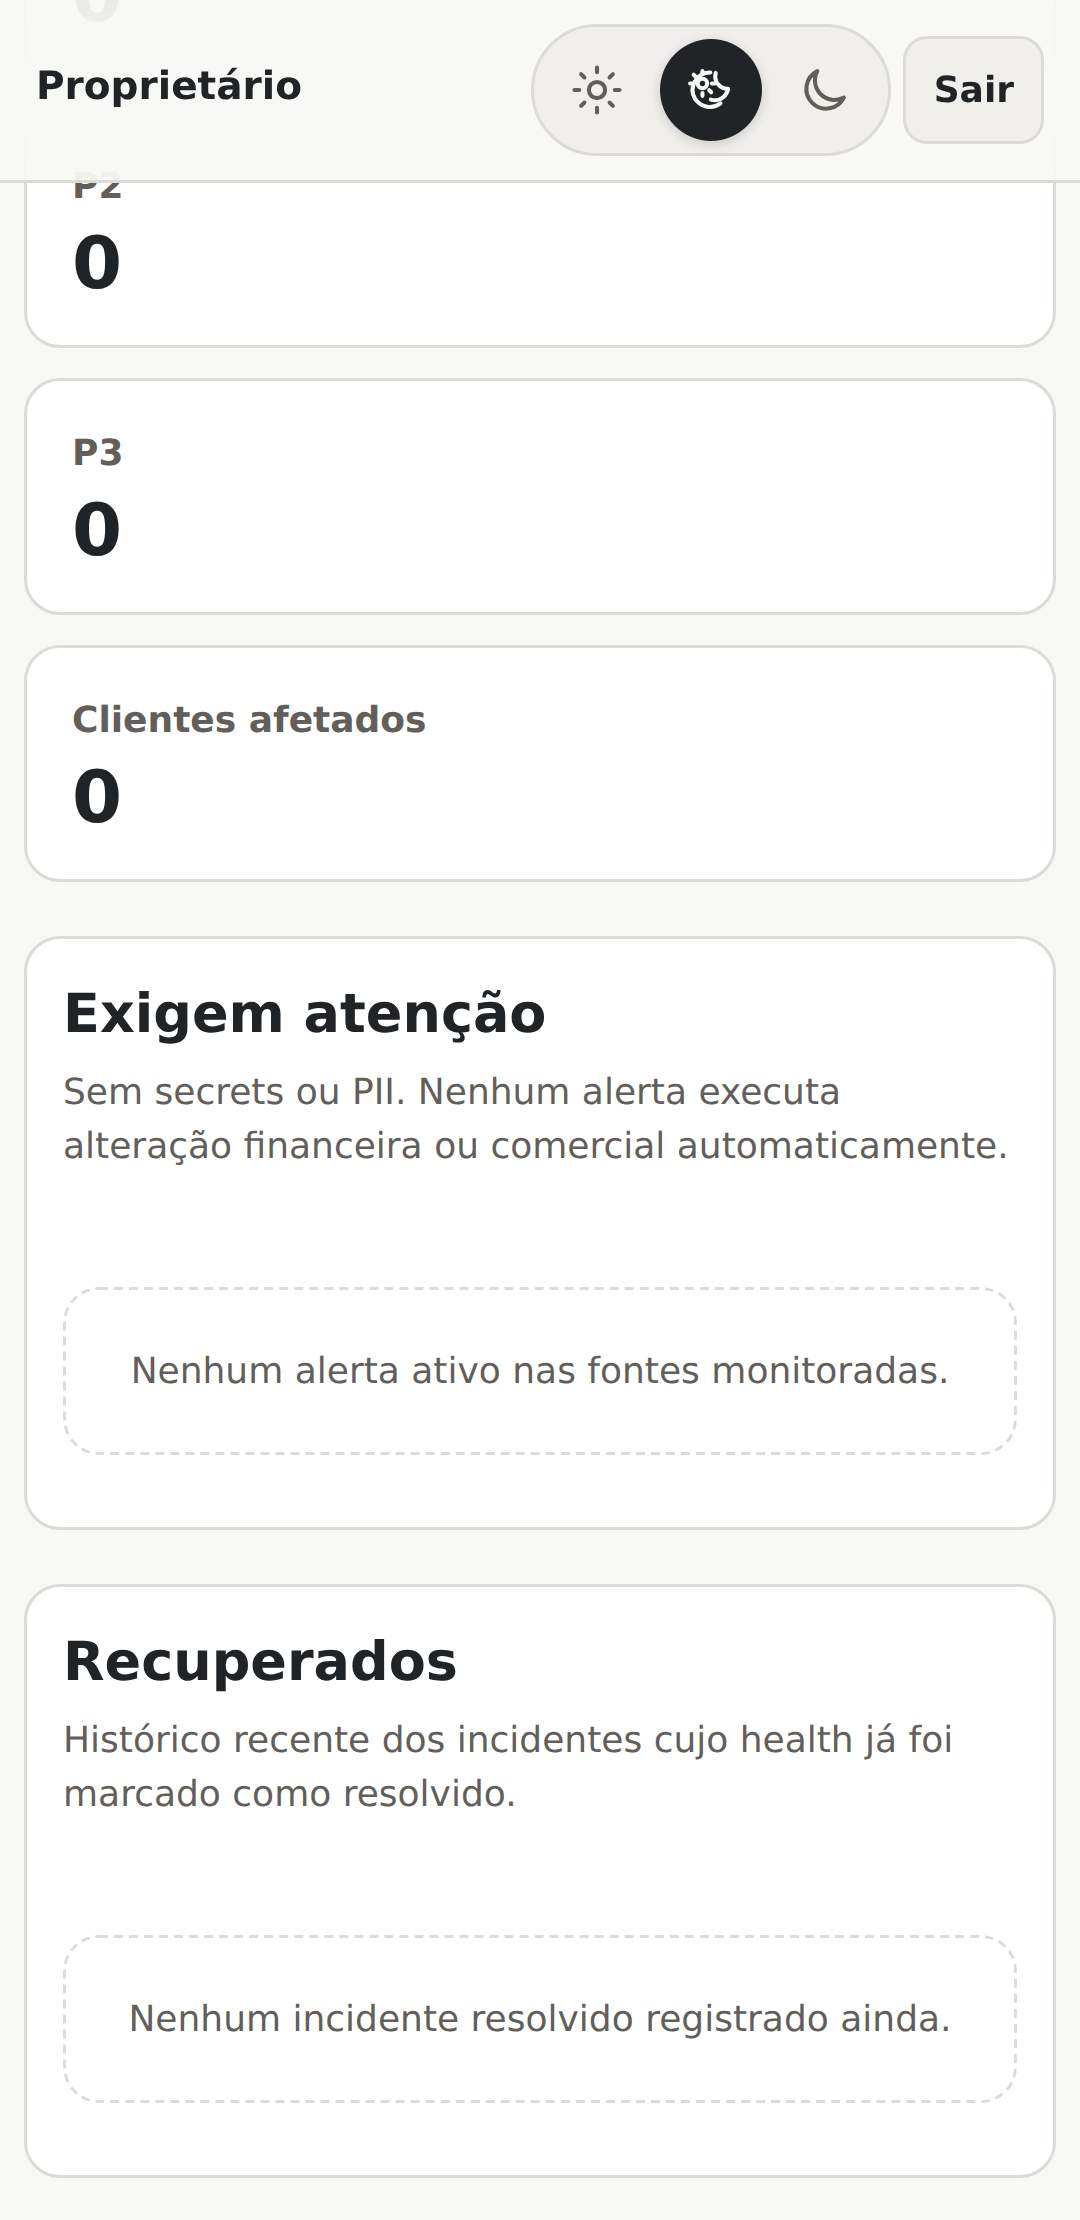 0
Proprietário
Sair
P2
0
P3
0
Clientes afetados
0
Exigem atenção
Sem secrets ou PII. Nenhum alerta executa
alteração financeira ou comercial automaticamente.
Nenhum alerta ativo nas fontes monitoradas.
Recuperados
Histórico recente dos incidentes cujo health já foi
marcado como resolvido.
Nenhum incidente resolvido registrado ainda.